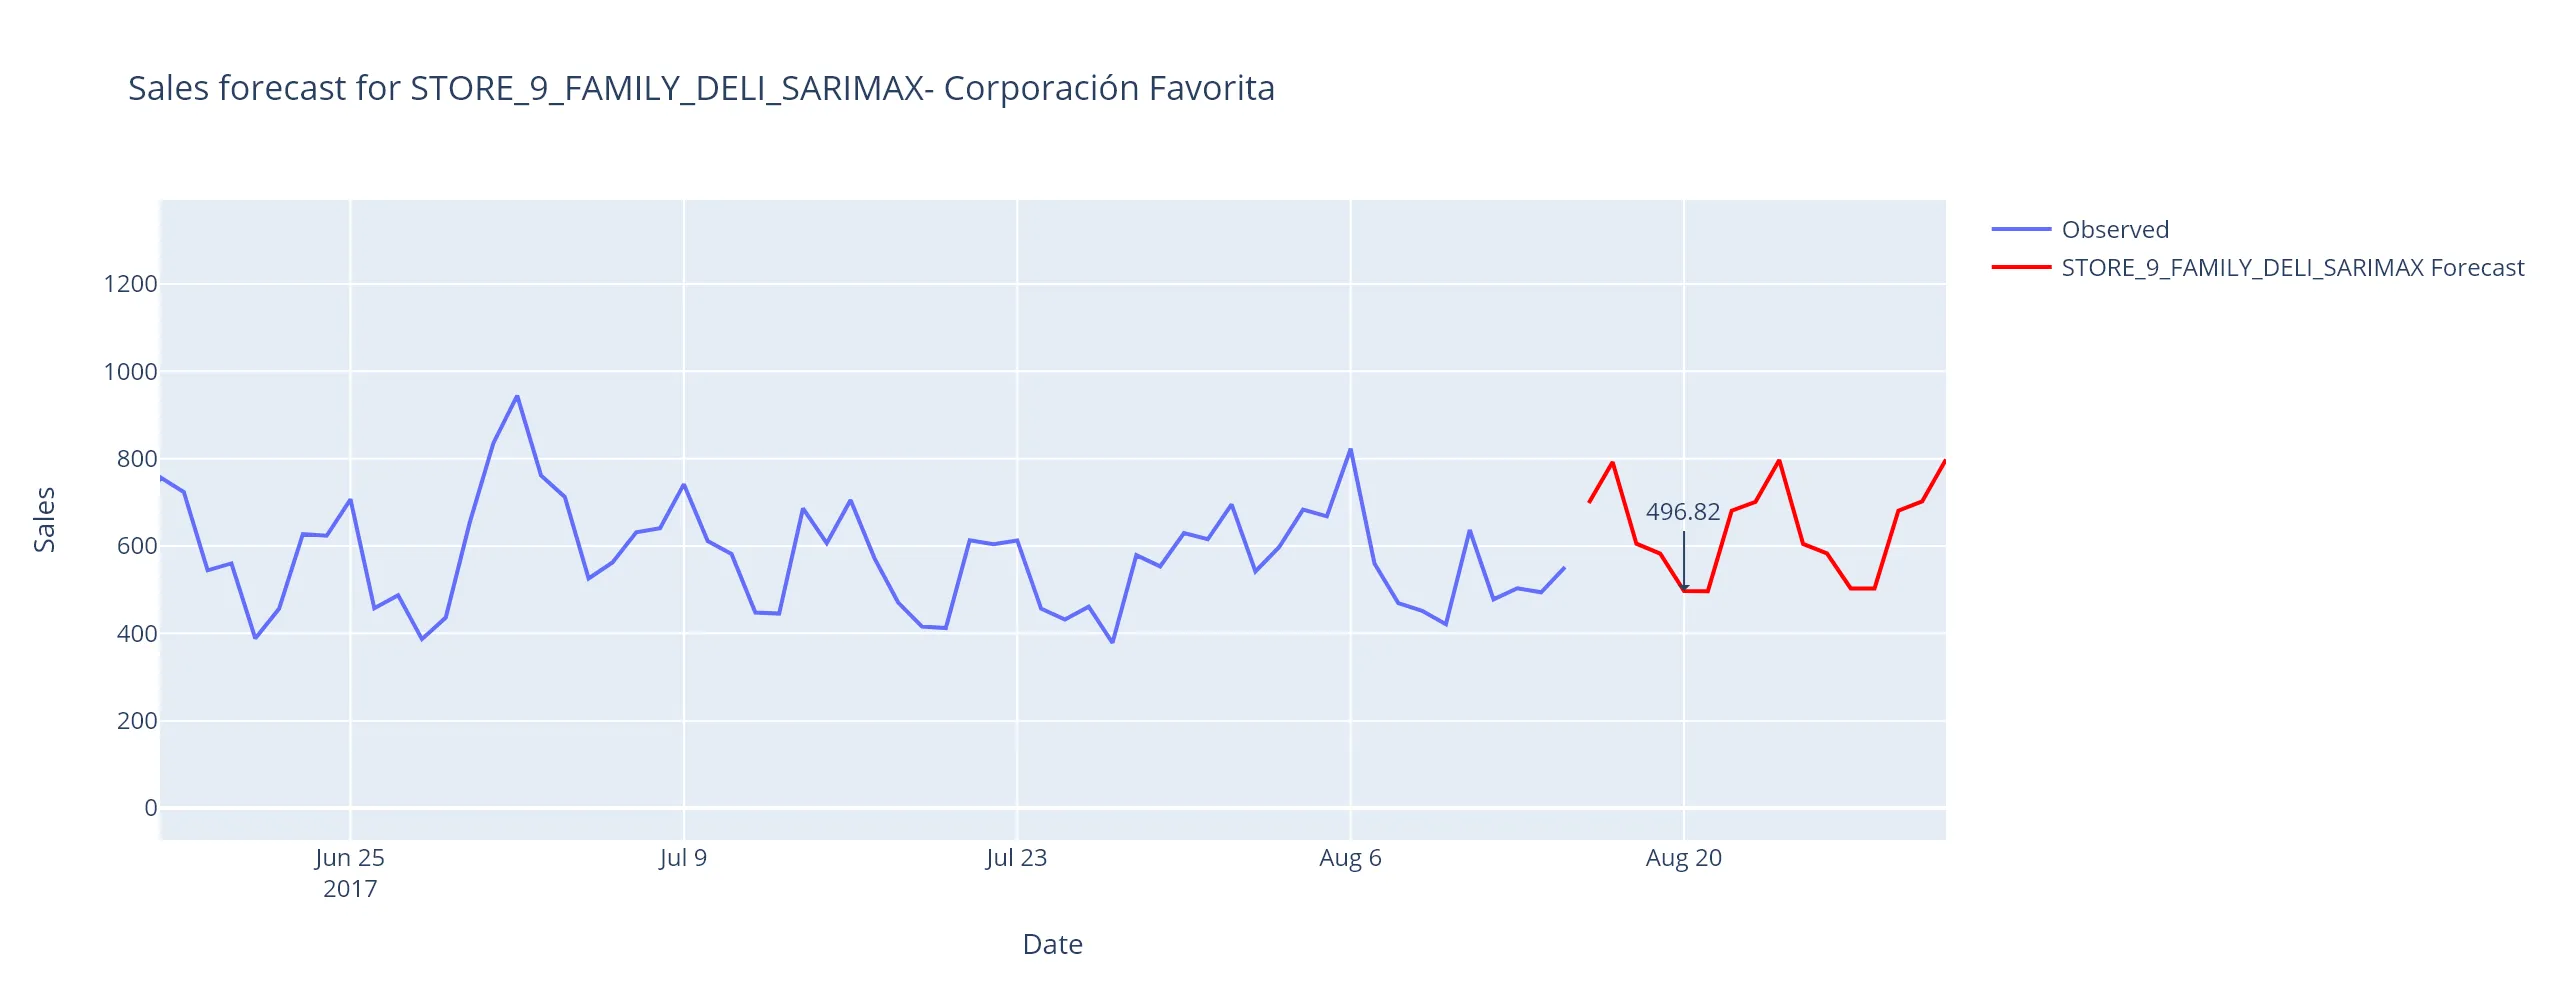 Sales forecast for STORE_9_FAMILY_DELI_SARIMAX- Corporación Favorita
Observed
STORE_9_FAMILY_DELI_SARIMAX Forecast
1200
1000
800
600
400
200
0
Sales
496.82
Jun 25
2017
Jul 9
Jul 23
Aug 6
Aug 20
Date